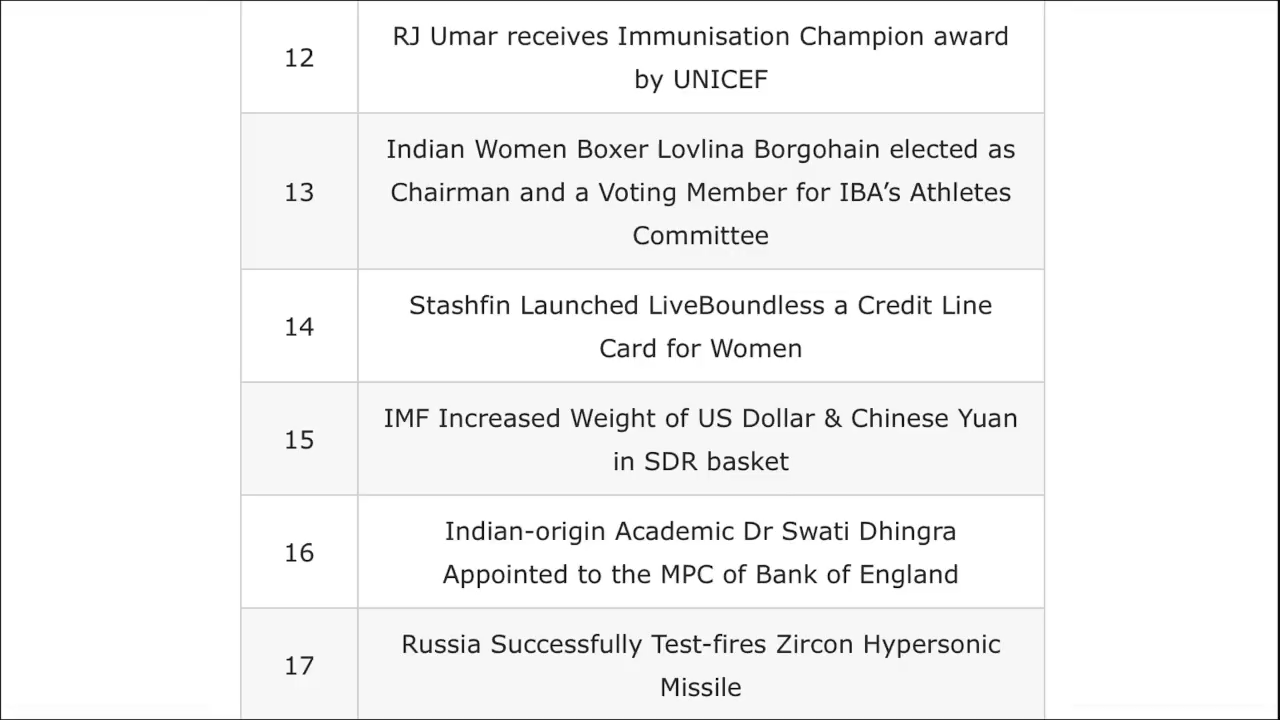 12
RJ Umar receives Immunisation Champion award
by UNICEF
13
Indian Women Boxer Lovlina Borgohain elected as
Chairman and a Voting Member for IBA’s Athletes
Committee
14
Stashfin Launched LiveBoundless a Credit Line
Card for Women
15
IMF Increased Weight of US Dollar & Chinese Yuan
in SDR basket
16
Indian-origin Academic Dr Swati Dhingra
Appointed to the MPC of Bank of England
17
Russia Successfully Test-fires Zircon Hypersonic
Missile